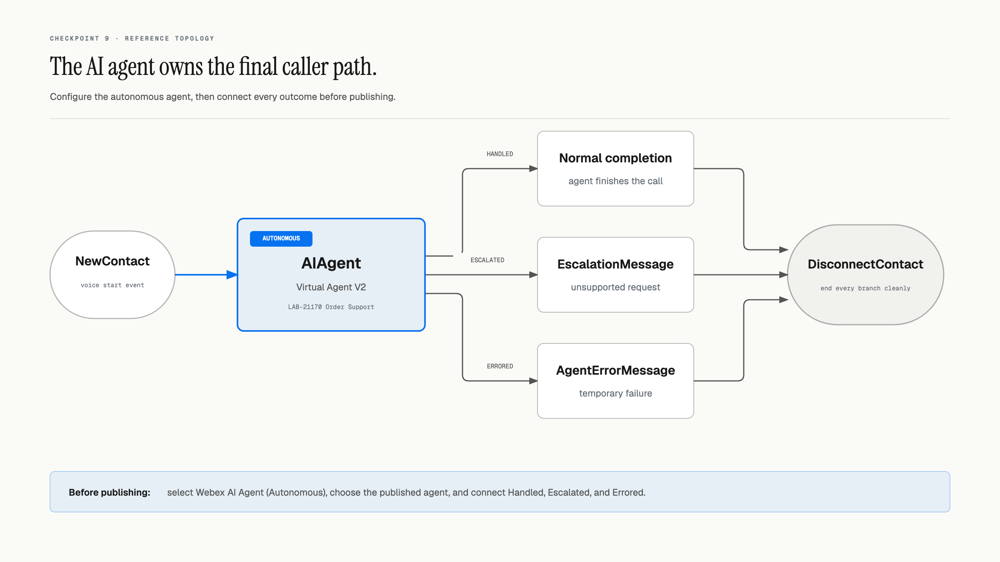 CHECKPOINT 9 · REFERENCE TOPOLOGY
The AI agent owns the final caller path.
Configure the autonomous agent, then connect every outcome before publishing.
NewContact
voice start event
AUTONOMOUS
AIAgent
Virtual Agent V2
LAB-21170 Order Support
HANDLED
Normal completion
agent finishes the call
ESCALATED
EscalationMessage
unsupported request
ERRORED
AgentErrorMessage
temporary failure
DisconnectContact
end every branch cleanly
Before publishing: select Webex AI Agent (Autonomous), choose the published agent, and connect Handled, Escalated, and Errored.